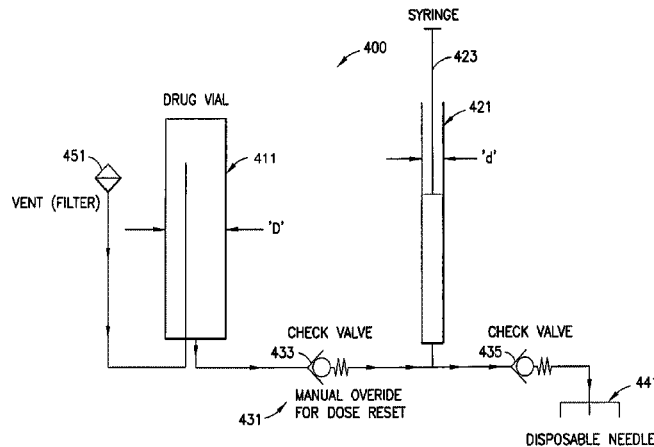 SYRINGE
400
423
DRUG VIAL
421
451
411
'd'
VENT (FILTER)
'D'
CHECK VALVE
CHECK VALVE
433
435
441
MANUAL OVERIDE
431
FOR DOSE RESET
DISPOSABLE NEEDLE